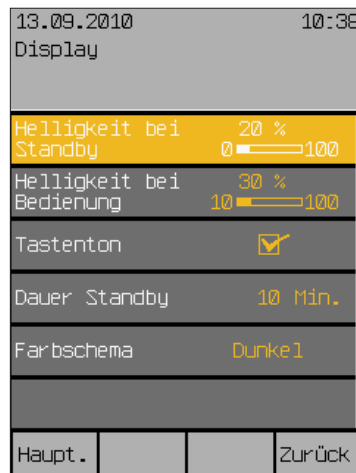 13.09.2010 10:38
Display
Helligkeit bei 20 %
Standby 0 100
Helligkeit bei 30 %
Bedienung 10 100
Tastenton
Dauer Standby 10 Min.
Farbschema Dunkel
Haupt. Zurück